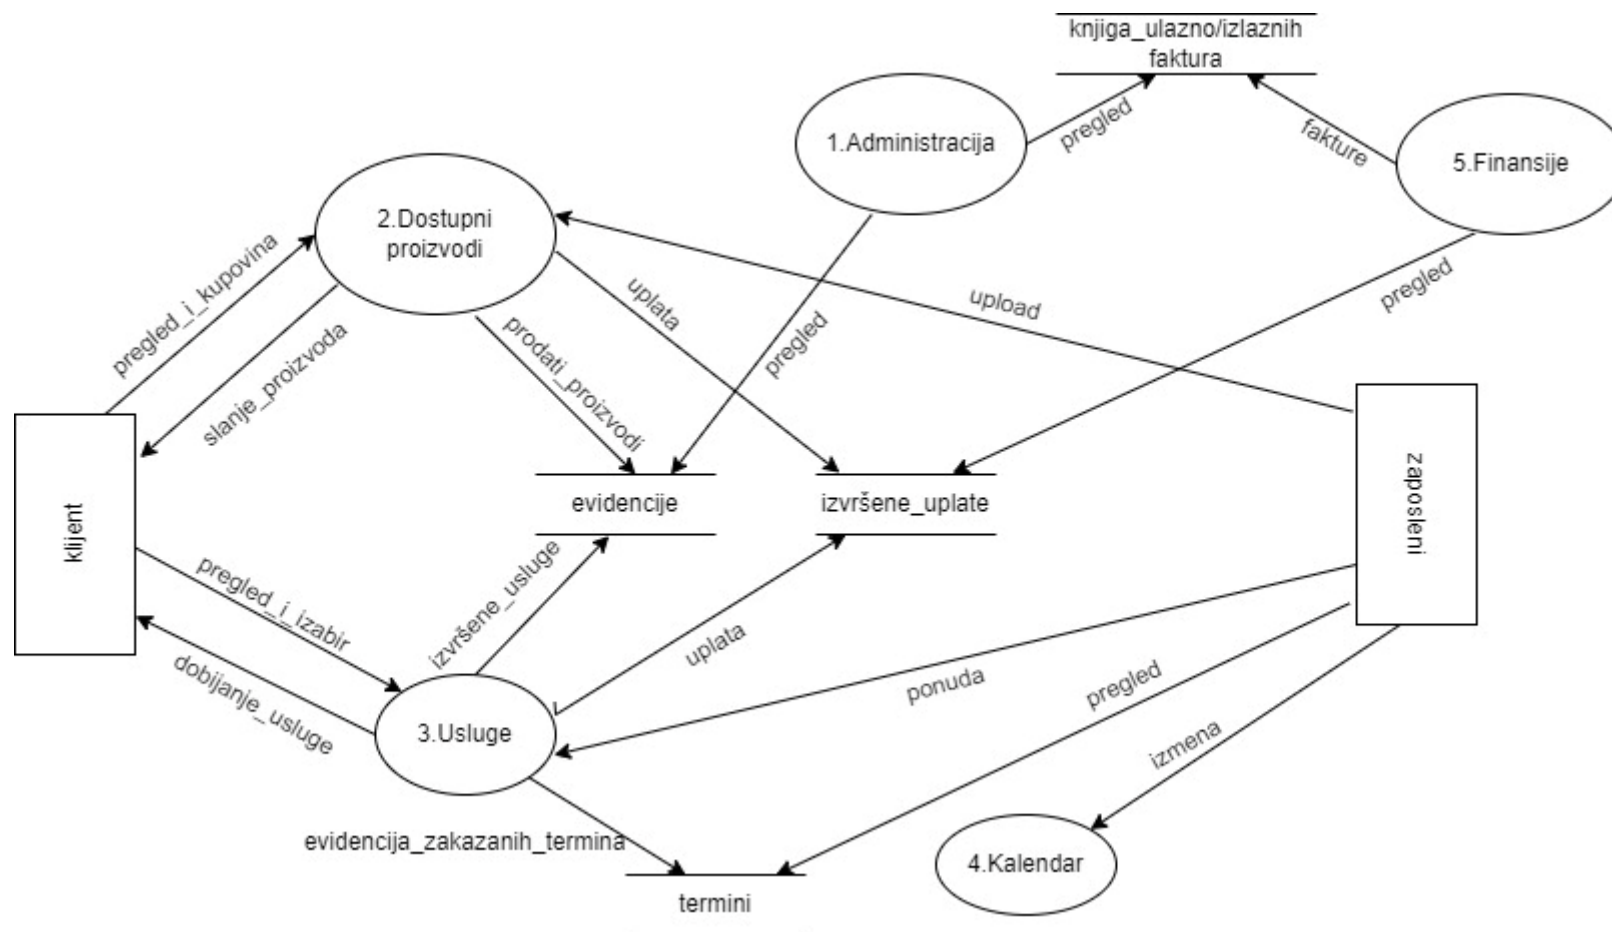 knjiga_ulazno/izlaznih
faktura
1.Administracija
pregled
fakture
5.Finansije
2.Dostupni
proizvodi
pregled_i_kupovina
slanje_proizvoda
uplata
prodati_proizvodi
pregled
upload
pregled
klijent
evidencije
izvršene_uplate
zaposleni
pregled_i_izabir
izvršene_usluge
uplata
dobijanje_usluge
3.Usluge
ponuda
pregled
izmena
evidencija_zakazanih_termina
4.Kalendar
termini